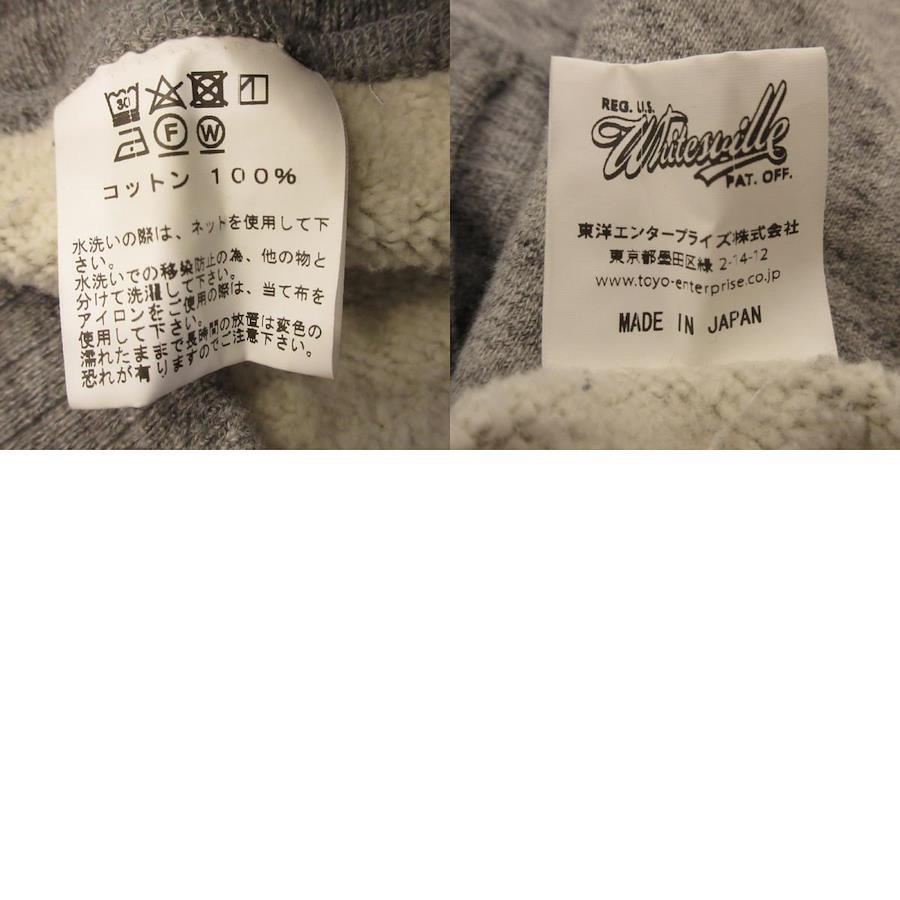 30
F W
コットン 100%
水洗いの際は、ネットを使用して下
さい。
水洗いでの移染防止の為、他の物と
分けて洗濯して下さい。
アイロンをご使用の際は、当て布を
使用して下さい。
濡れたままで長時間の放置は変色の
恐れが有りますのでご注意下さい。
REG. U.S.
Whitesville
PAT. OFF.
東洋エンタープライズ株式会社
東京都墨田区緑 2-14-12
www.toyo-enterprise.co.jp
MADE IN JAPAN